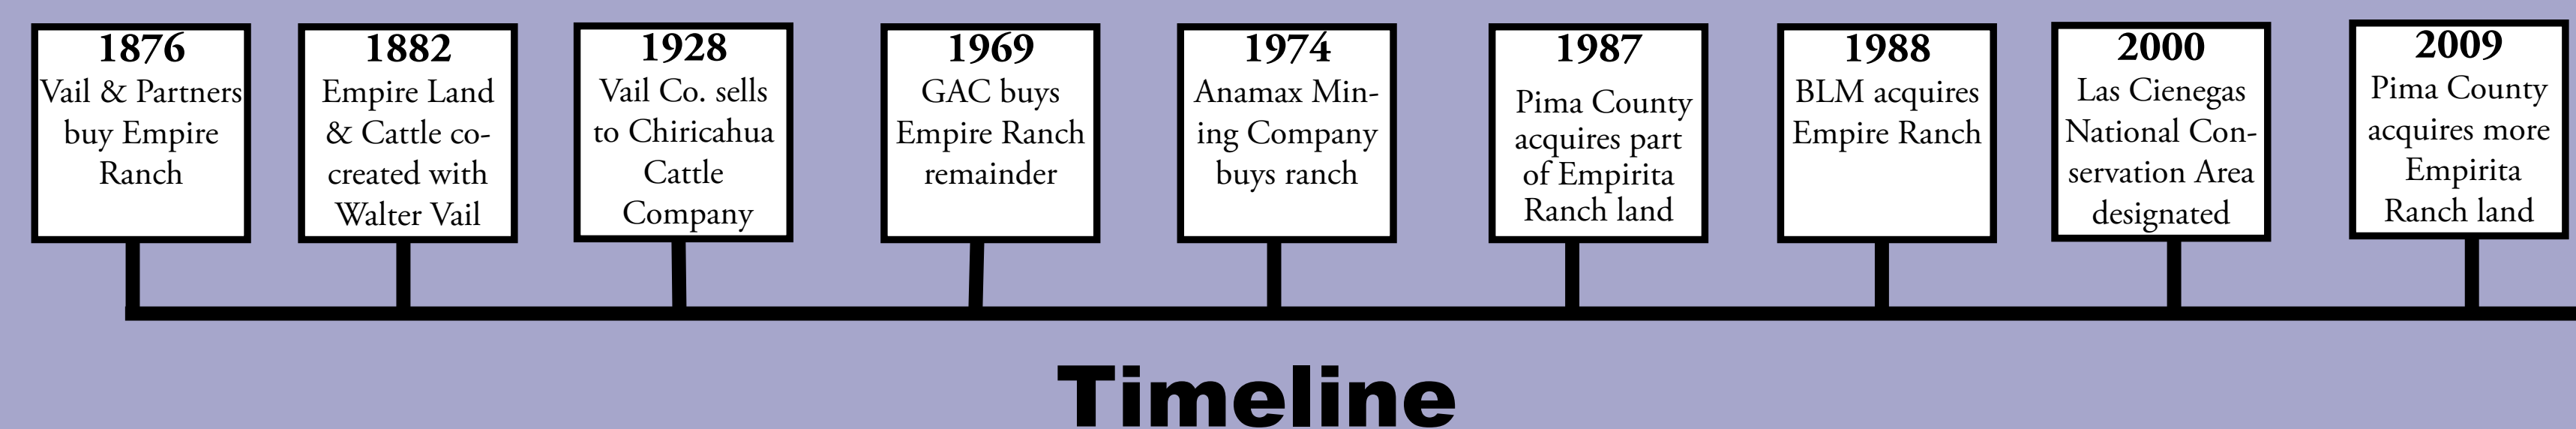 1876
Vail & Partners
buy Empire
Ranch
1882
Empire Land
& Cattle co-
created with
Walter Vail
1928
Vail Co. sells
to Chiricahua
Cattle
Company
1969
GAC buys
Empire Ranch
remainder
1974
Anamax Min-
ing Company
buys ranch
1987
Pima County
acquires part
of Empirita
Ranch land
1988
BLM acquires
Empire Ranch
2000
Las Cienegas
National Con-
servation Area
designated
2009
Pima County
acquires more
Empirita
Ranch land
Timeline